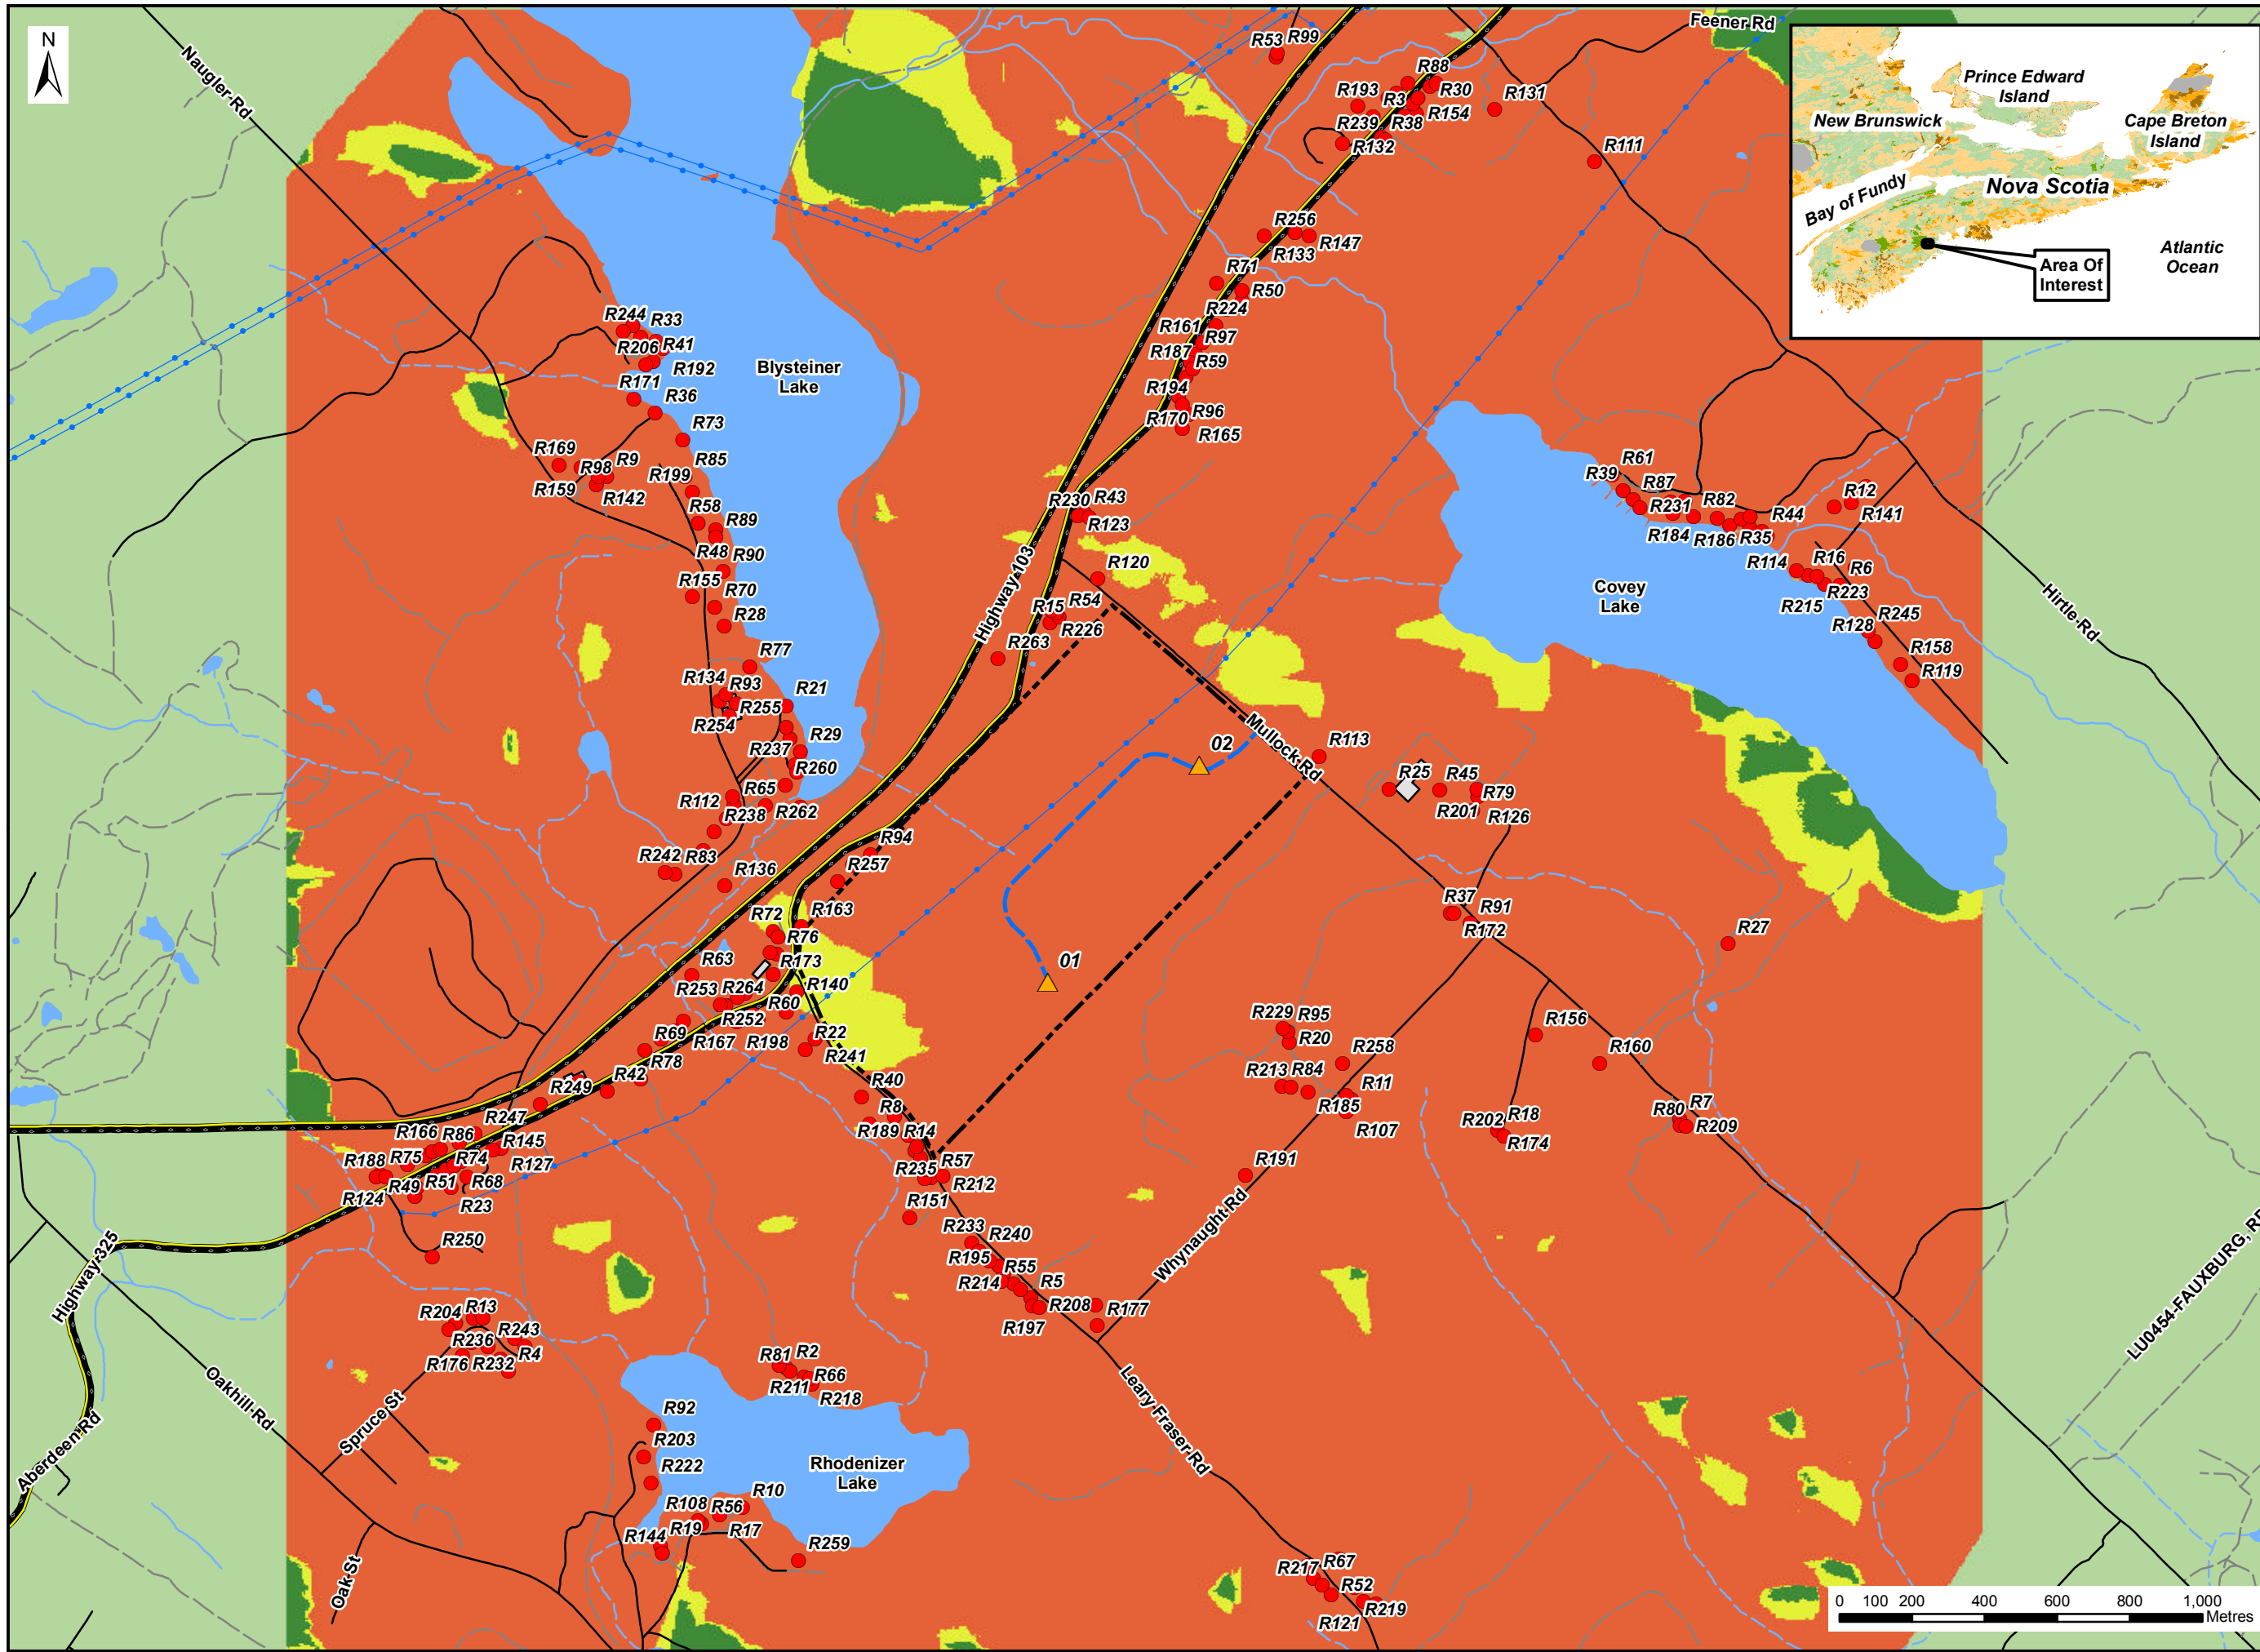 N
Naugler Rd
Feener Rd
Prince Edward
Island
New Brunswick
Cape Breton
Island
Nova Scotia
Bay of Fundy
Atlantic
Ocean
Area Of
Interest
R53
R99
R88
R193
R3
R30
R154
R131
R239
R38
R132
R111
R256
R147
R133
R71
R50
R224
R161
R97
R187
R59
R194
R96
R170
R165
R244
R33
R206
R41
R192
R171
R36
Blysteiner
Lake
R73
R169
R98
R9
R85
R199
R159
R142
R58
R89
R48
R90
R155
R70
R28
R230
R43
R123
R120
Highway 103
R15
R54
R226
R263
R39
R61
R87
R231
R82
R44
R184
R186
R35
R12
R141
R114
R16
R6
R223
R215
R245
R128
R158
R119
Covey
Lake
Hirtle Rd
R77
R134
R93
R21
R255
R254
R237
R29
R260
R65
R112
R238
R262
R242
R83
R136
R94
R257
02
Mullock Rd
R113
R25
R45
R79
R201
R126
R37
R91
R172
R27
R72
R163
R76
R173
R63
R253
R264
R140
R60
R252
R69
R167
R198
R22
R241
R78
01
R229
R95
R20
R258
R213
R84
R11
R185
R107
R156
R160
R202
R18
R174
R80
R7
R209
R40
R42
R249
R8
R247
R189
R14
R166
R86
R145
R75
R74
R127
R188
R51
R68
R49
R124
R23
R235
R57
R212
R151
R191
R250
R233
R240
R195
R55
R214
R5
R208
R197
R177
Whynaught Rd
Highway 325
R204
R13
R243
R236
R4
R176
R232
R81
R2
R66
R211
R218
Aberdeen Rd
Oakhill Rd
Spruce St
Leary Fraser Rd
LU0454-FAUXBURG, RD
R92
R203
R222
Rhodenizer
Lake
R10
R108
R56
R19
R17
R144
R259
Oak St
R67
R217
R52
R219
R121
0 100 200 400 600 800 1,000
Metres